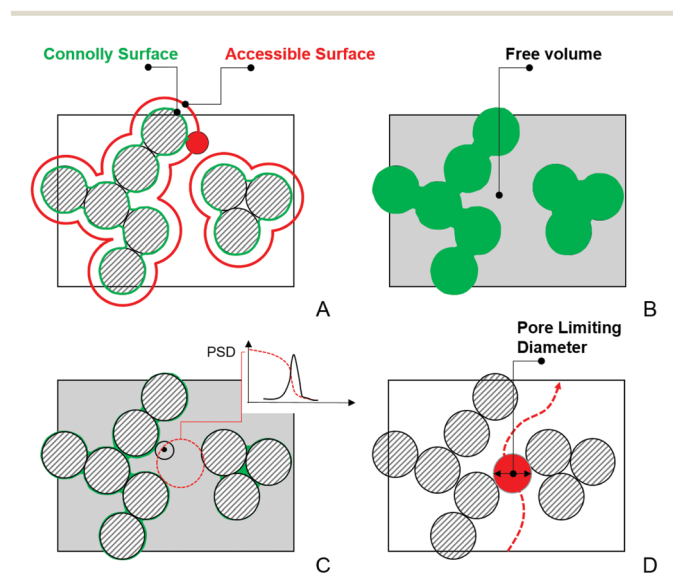 Connolly Surface
Accessible Surface
Free volume
A
B
PSD
Pore Limiting
Diameter
C
D